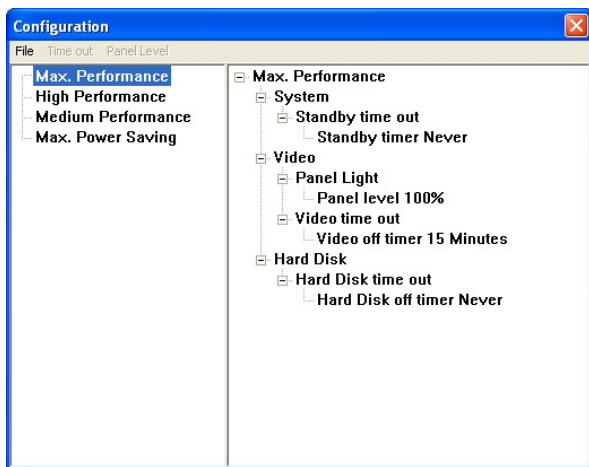 Configuration
File Time out Panel Level
Max. Performance
High Performance
Medium Performance
Max. Power Saving
Max. Performance
System
Standby time out
Standby timer Never
Video
Panel Light
Panel level 100%
Video time out
Video off timer 15 Minutes
Hard Disk
Hard Disk time out
Hard Disk off timer Never